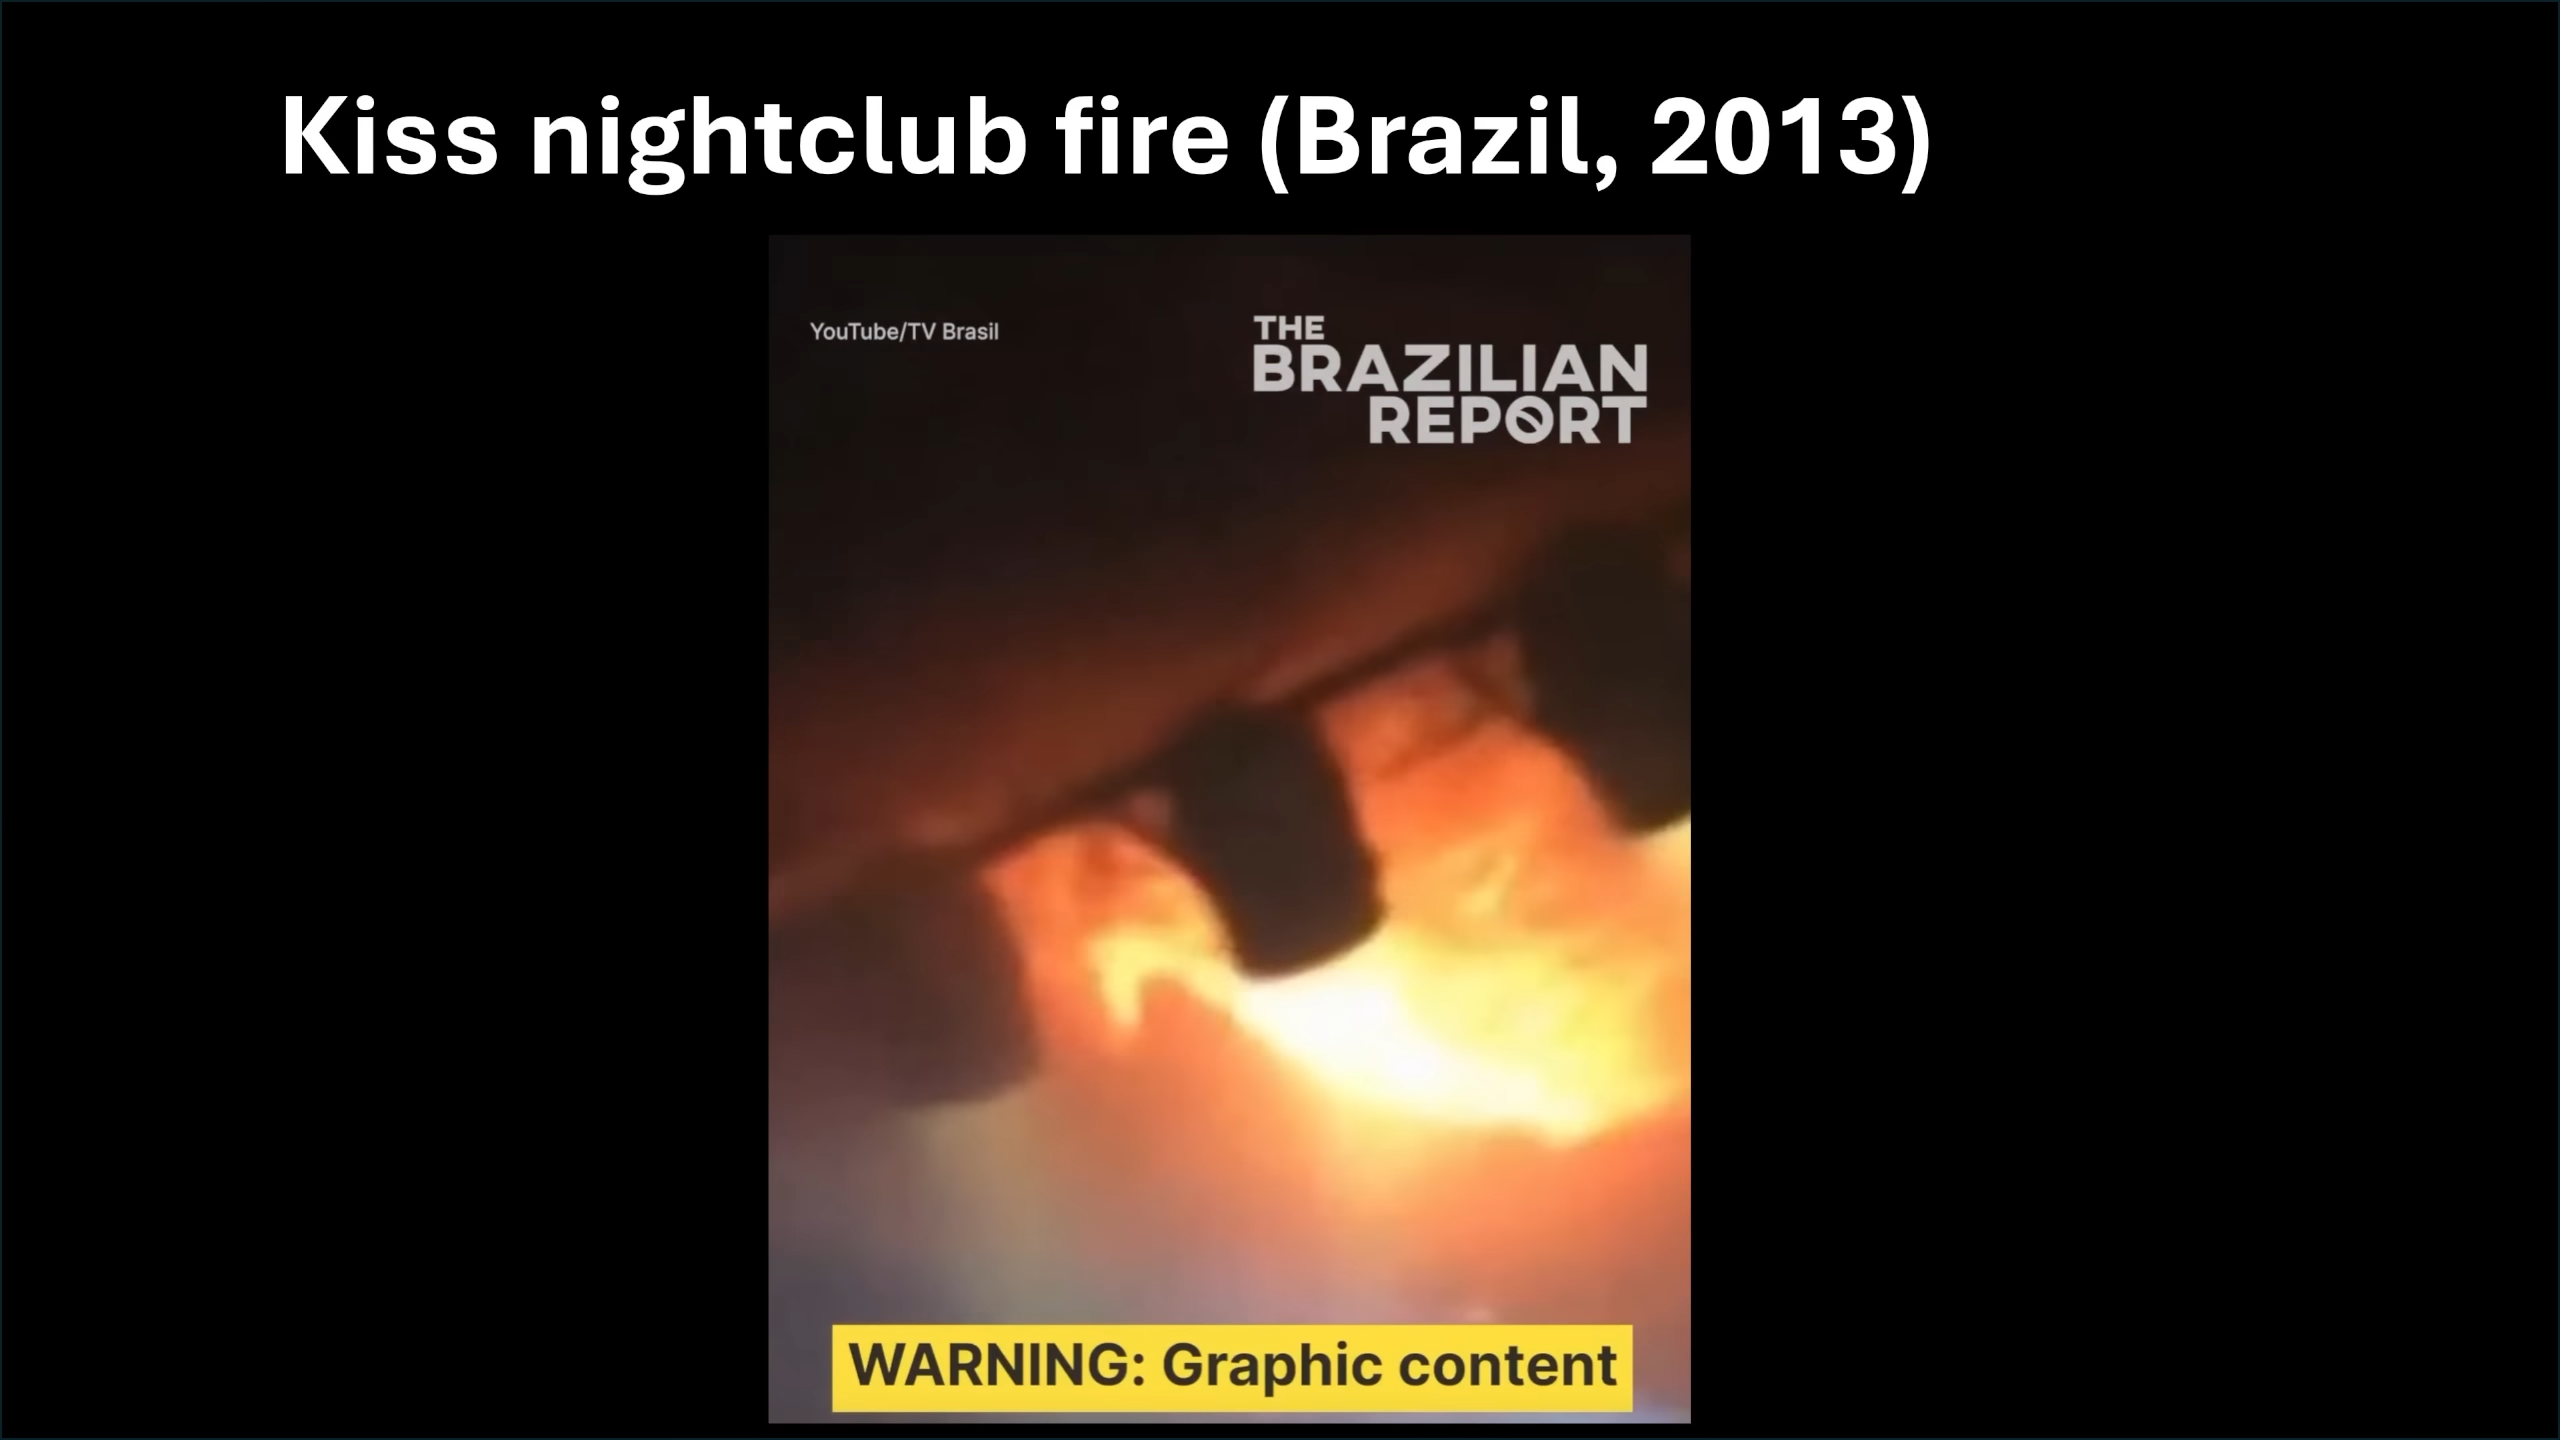 Kiss nightclub fire (Brazil, 2013)
YouTube/TV Brasil
THE
BRAZILIAN
REPORT
WARNING: Graphic content